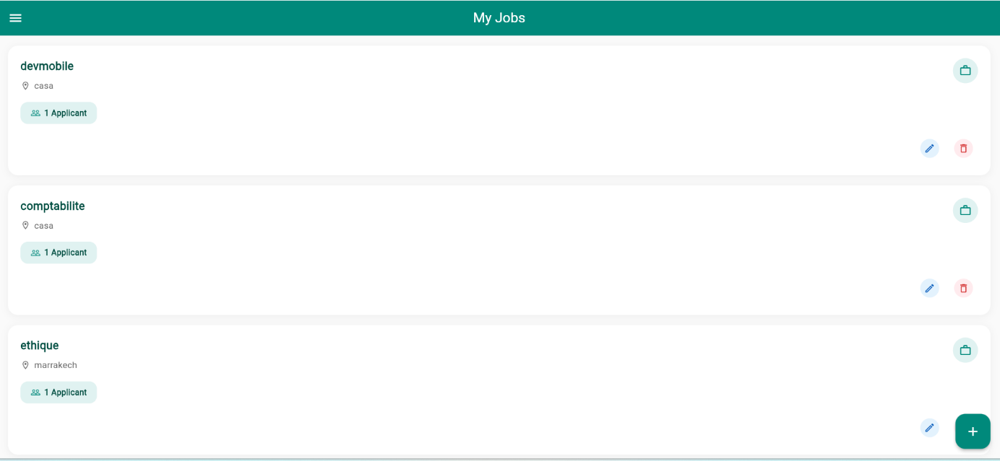 My Jobs
devmobile
casa
1 Applicant
comptabilite
casa
1 Applicant
ethique
marrakech
1 Applicant